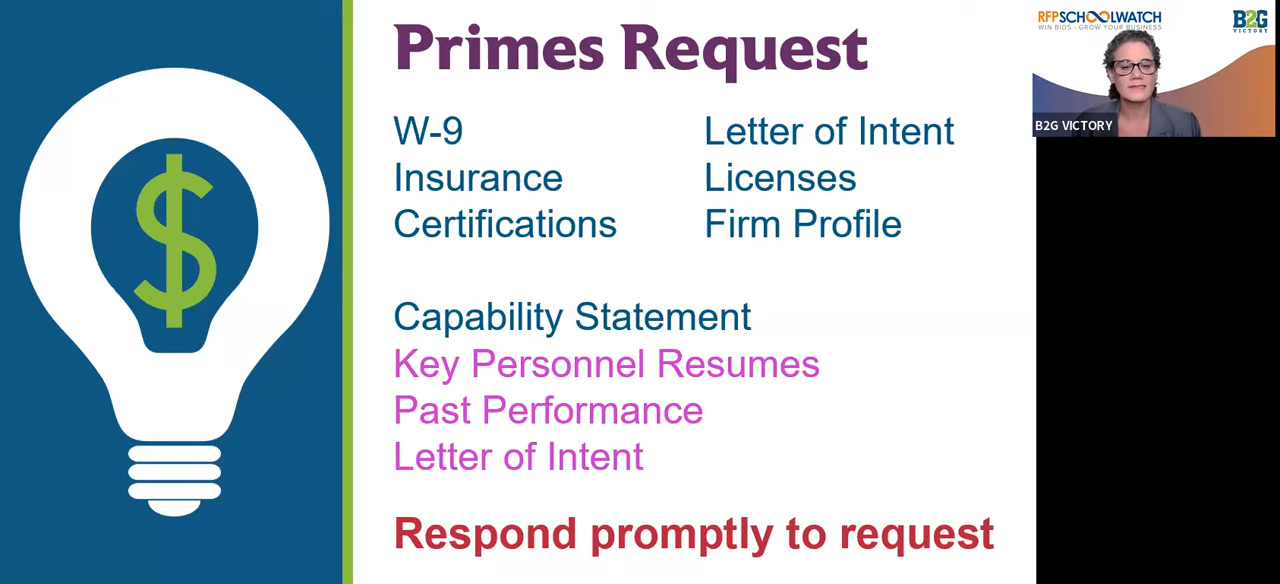 Primes Request
W-9
Insurance
Certifications
Letter of Intent
Licenses
Firm Profile
Capability Statement
Key Personnel Resumes
Past Performance
Letter of Intent
Respond promptly to request
RFPSCHOOLWATCH
WIN BIDS - GROW YOUR BUSINESS
B2G
VICTORY
B2G VICTORY
$